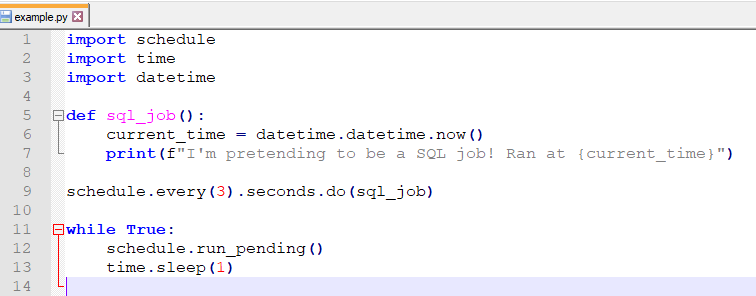 example.py
1 import schedule
2 import time
3 import datetime
4
5 def sql_job():
6     current_time = datetime.datetime.now()
7     print(f"I'm pretending to be a SQL job! Ran at {current_time}")
8
9 schedule.every(3).seconds.do(sql_job)
10
11 while True:
12     schedule.run_pending()
13     time.sleep(1)
14